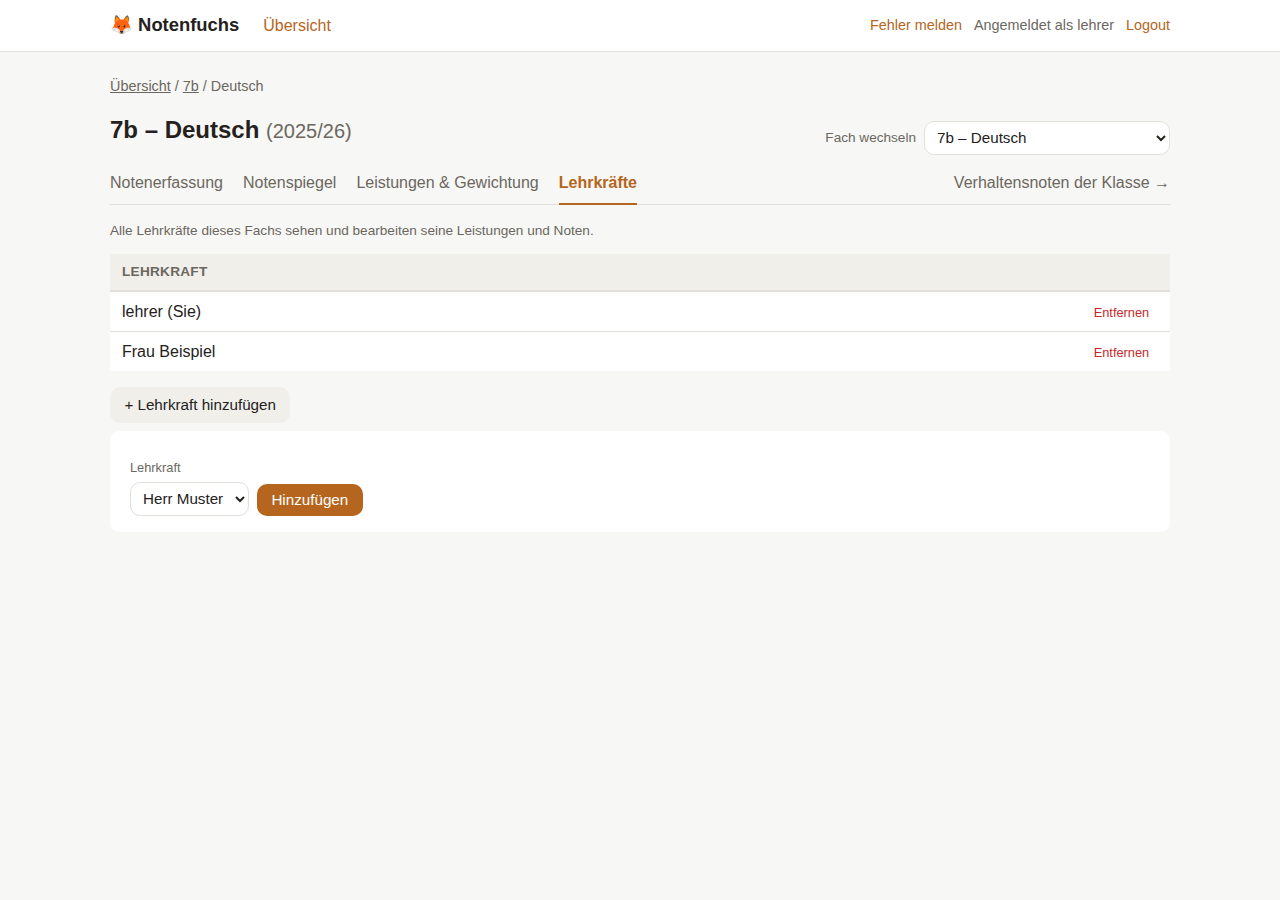 🦊 Notenfuchs Übersicht Fehler melden Angemeldet als lehrer Logout
Übersicht / 7b / Deutsch
7b – Deutsch (2025/26) Fach wechseln 7b – Deutsch
Notenerfassung Notenspiegel Leistungen & Gewichtung Lehrkräfte Verhaltensnoten der Klasse →
Alle Lehrkräfte dieses Fachs sehen und bearbeiten seine Leistungen und Noten.
LEHRKRAFT
lehrer (Sie) Entfernen
Frau Beispiel Entfernen
+ Lehrkraft hinzufügen
Lehrkraft
Herr Muster Hinzufügen